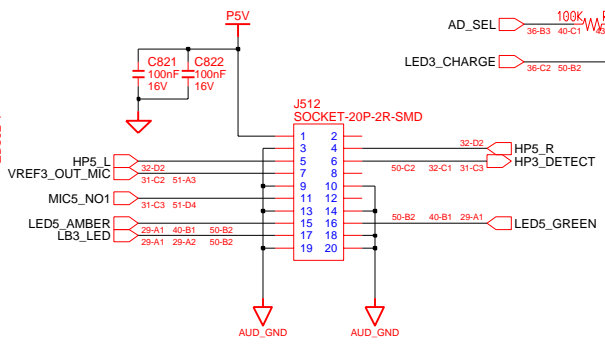 P5V
AD_SEL 100K
36-B3 40-C1
C821 C822
100nF 100nF
16V 16V
LED3_CHARGE
36-C2 50-B2
J512
SOCKET-20P-2R-SMD
1 2
3 4 32-D2 HP5_R
HP5_L 32-D2 5 6 50-C2 32-C1 31-C3 HP3_DETECT
VREF3_OUT_MIC 31-C2 51-A3 7 8
9 10
MIC5_NO1 31-C3 51-D4 11 12
13 14
LED5_AMBER 29-A1 40-B1 50-B2 15 16 50-B2 40-B1 29-A1 LED5_GREEN
LB3_LED 29-A1 29-A2 50-B2 17 18
19 20
AUD_GND AUD_GND